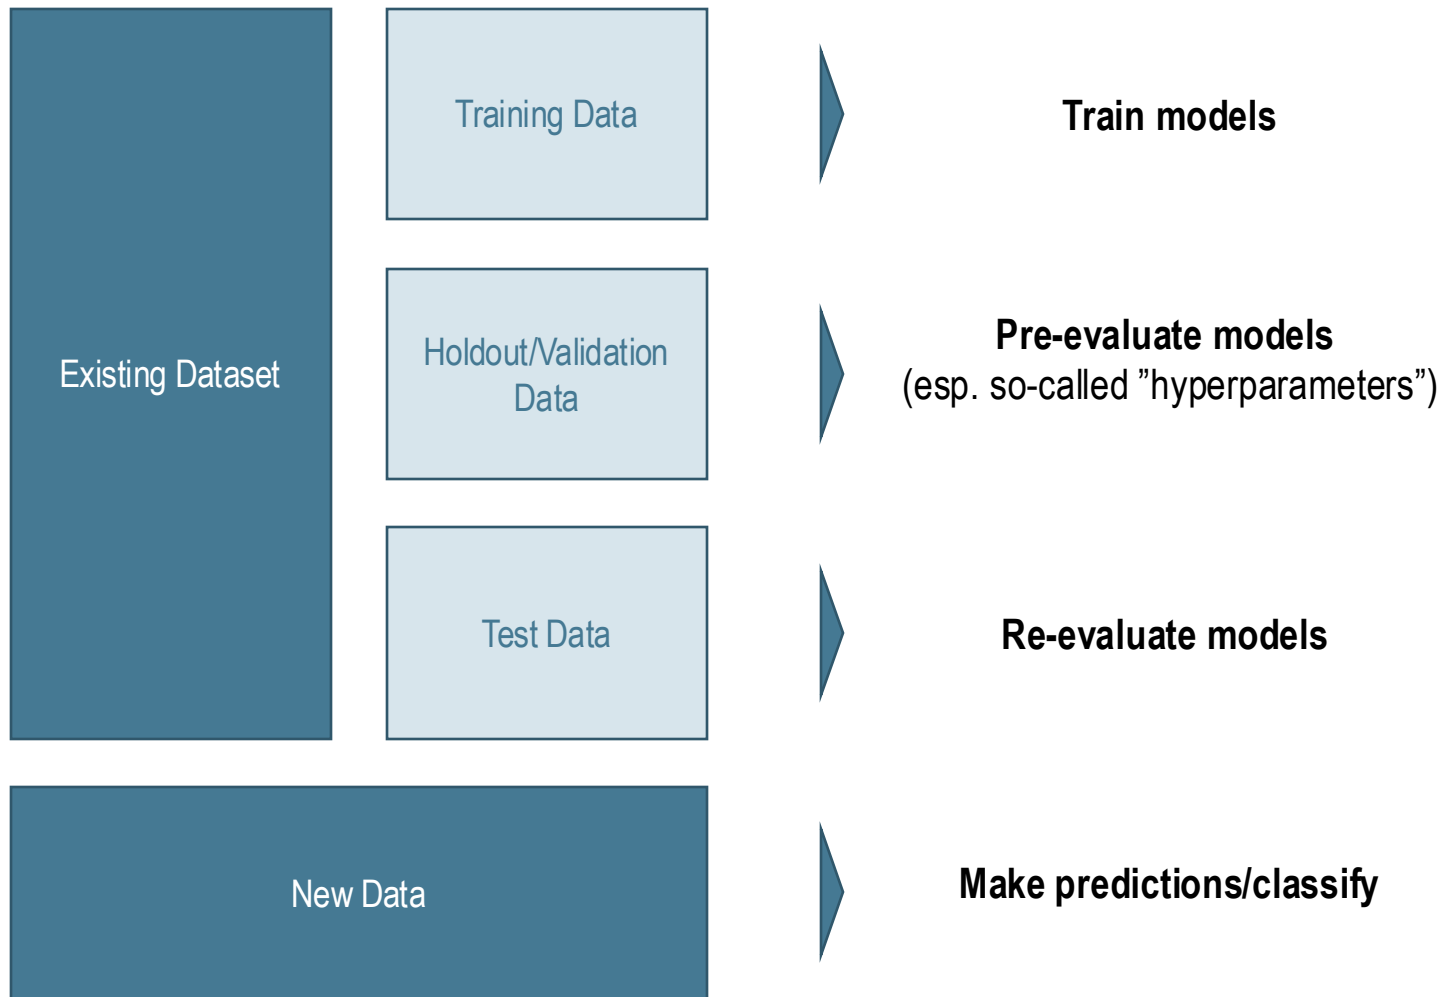 Training Data
Train models
Existing Dataset
Holdout/Validation
Data
Pre-evaluate models
(esp. so-called ”hyperparameters”)
Test Data
Re-evaluate models
New Data
Make predictions/classify